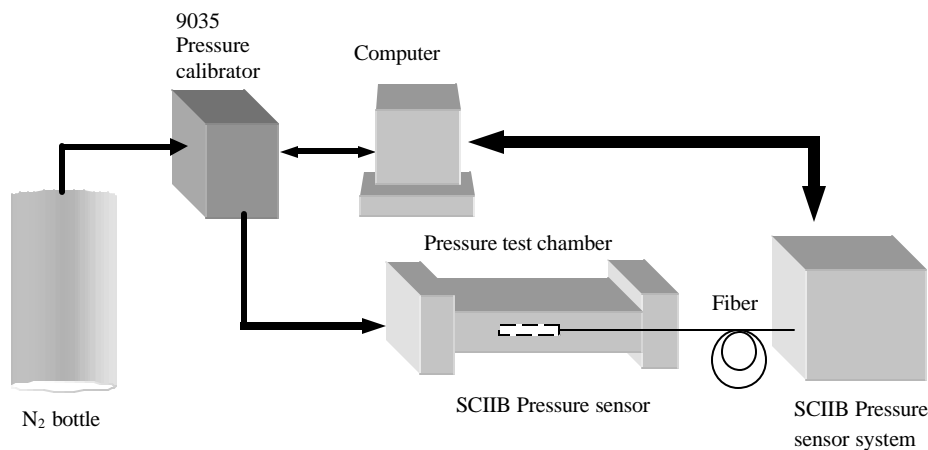 9035
Pressure
calibrator
Computer
Pressure test chamber
Fiber
SCIIB Pressure sensor
N₂ bottle
SCIIB Pressure
sensor system